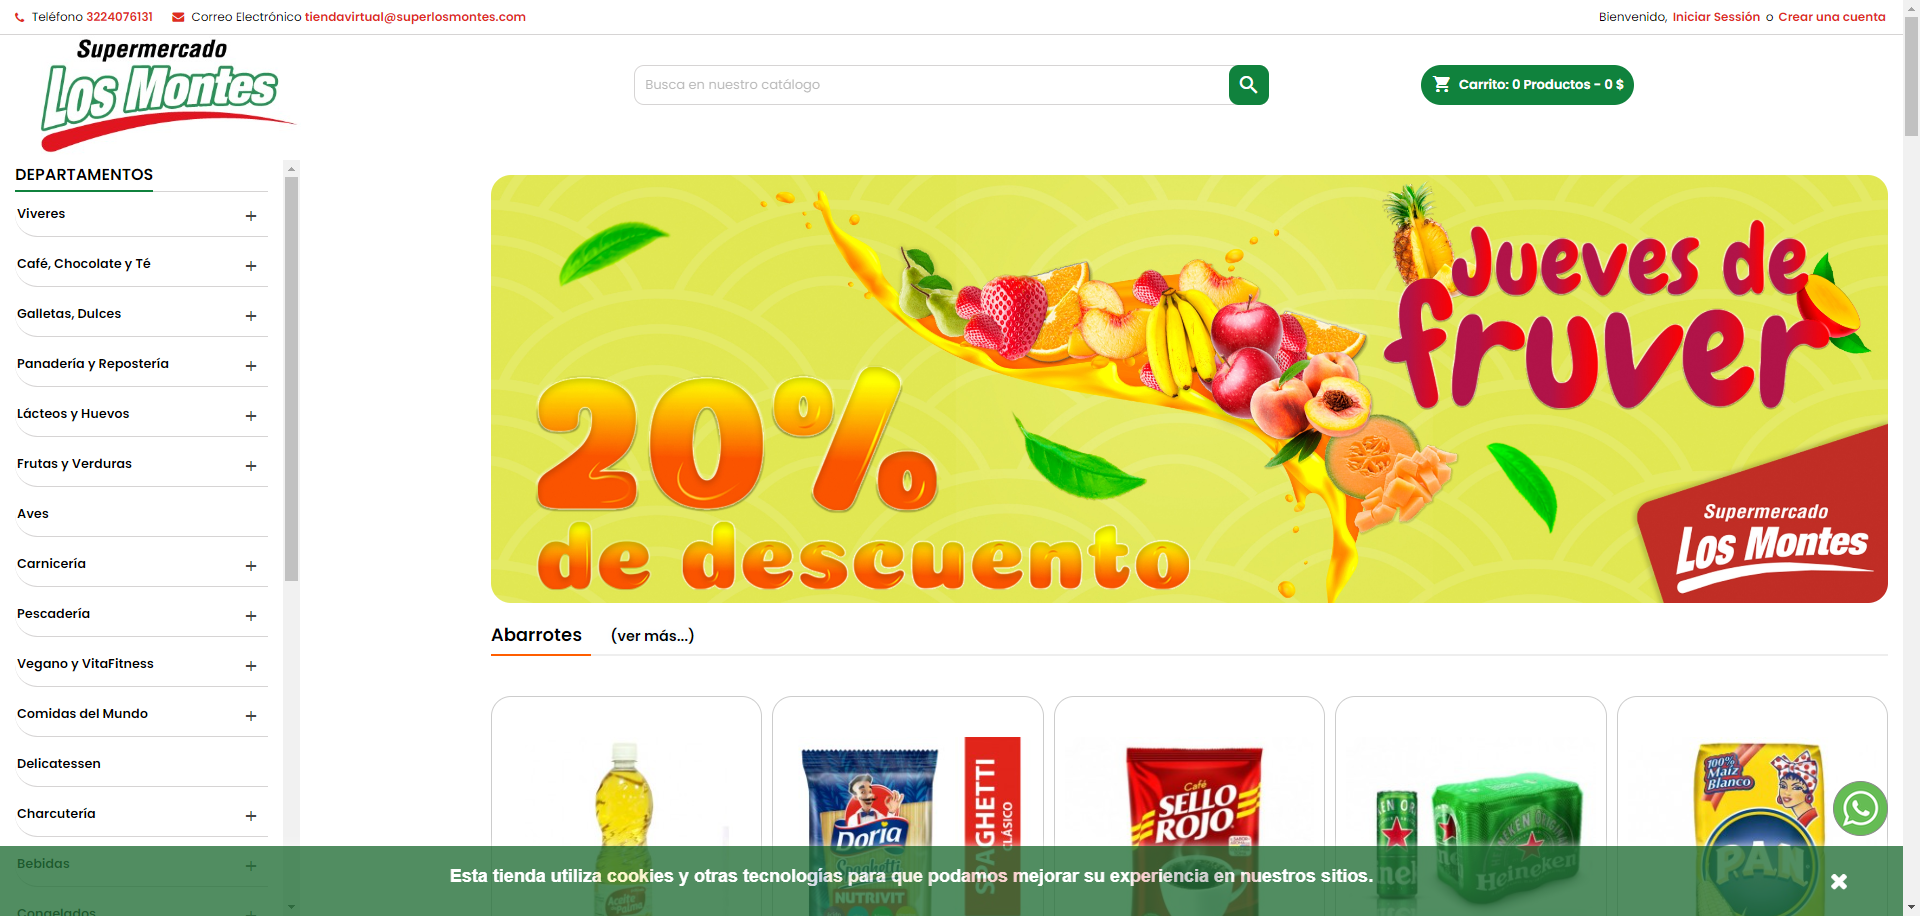 Teléfono 3224076131 Correo Electrónico tiendavirtual@superlosmontes.com
Bienvenido, Iniciar Sessión o Crear una cuenta
Supermercado
Los Montes
Busca en nuestro catálogo
Carrito: 0 Productos - 0 $
DEPARTAMENTOS
Viveres
Café, Chocolate y Té
Galletas, Dulces
Panadería y Repostería
Lácteos y Huevos
Frutas y Verduras
Aves
Carnicería
Pescadería
Vegano y VitaFitness
Comidas del Mundo
Delicatessen
Charcutería
Bebidas
Congelados
Jueves de
fruver
20%
de descuento
Supermercado
Los Montes
Abarrotes (ver más...)
Aceite
de Palma
Doria
Spaghetti
NUTRIVIT
SPAGHETTI
CLÁSICO
Café
SELLO
ROJO
Heineken
100%
Maíz
Blanco
PAN
Esta tienda utiliza cookies y otras tecnologías para que podamos mejorar su experiencia en nuestros sitios.